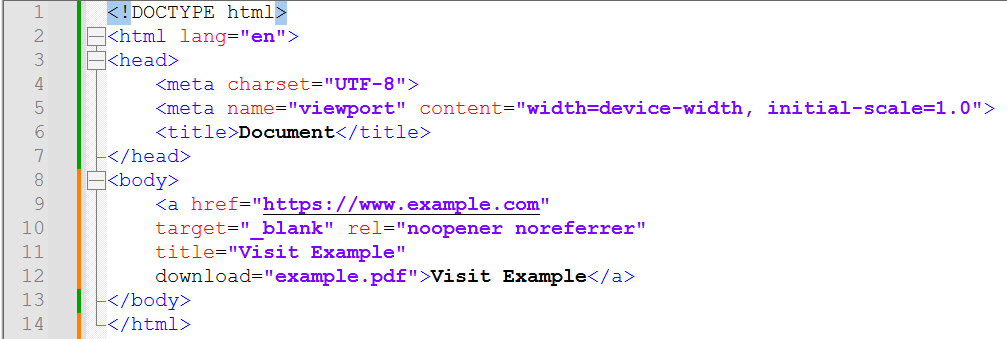 1 <!DOCTYPE html>
2 <html lang="en">
3 <head>
4     <meta charset="UTF-8">
5     <meta name="viewport" content="width=device-width, initial-scale=1.0">
6     <title>Document</title>
7 </head>
8 <body>
9     <a href="https://www.example.com"
10     target="_blank" rel="noopener noreferrer"
11     title="Visit Example"
12     download="example.pdf">Visit Example</a>
13 </body>
14 </html>